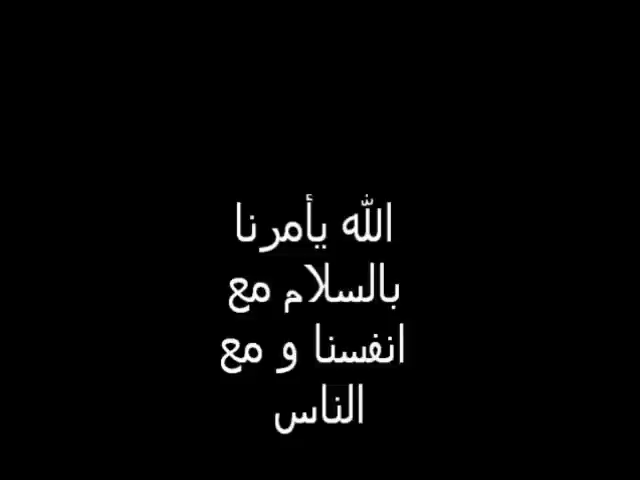 الله يأمرنا
بالسلام مع
انفسنا و مع
الناس